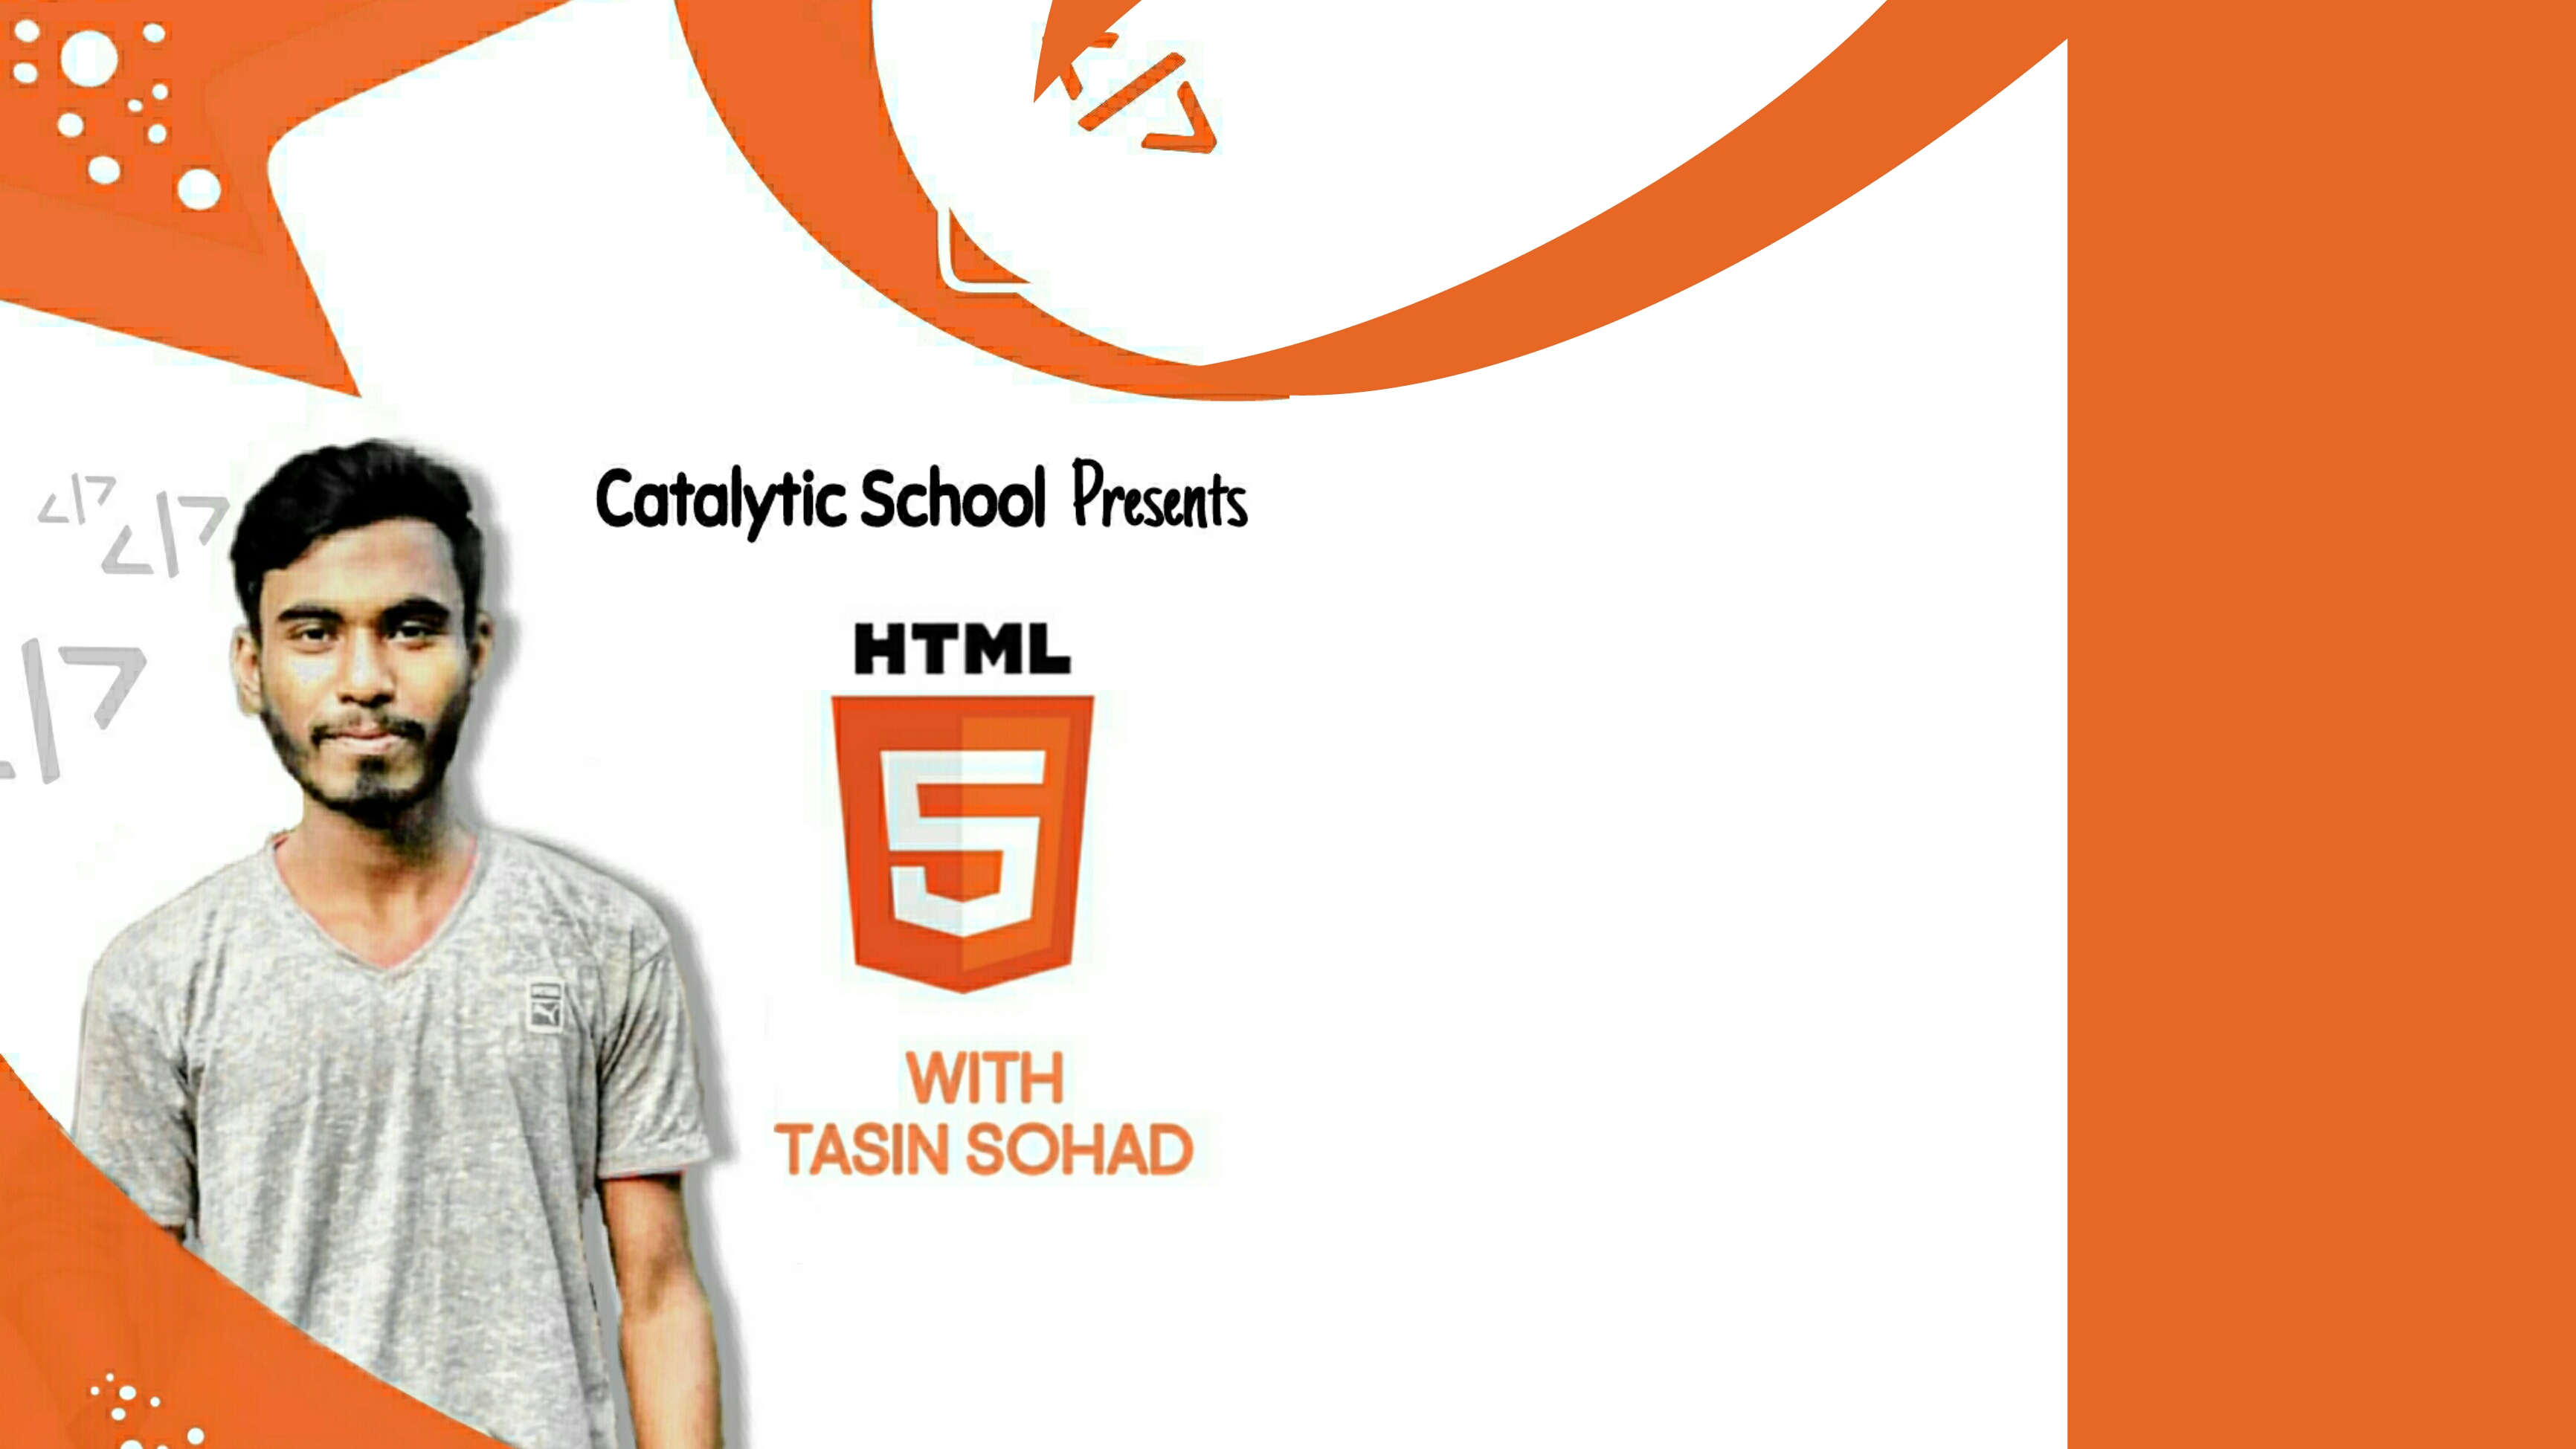 </>
Catalytic School Presents
</>
</>
</>
HTML
5
WITH
TASIN SOHAD